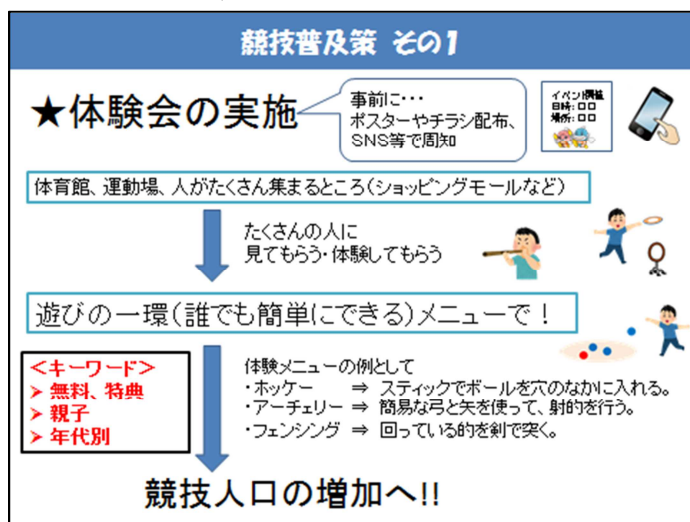 競技普及策 その1
★体験会の実施
事前に・・・
ポスターやチラシ配布、
SNS等で周知
イベント開催
日時:□□
場所:□□
体育館、運動場、人がたくさん集まるところ(ショッピングモールなど)
たくさんの人に
見てもらう・体験してもらう
遊びの一環(誰でも簡単にできる)メニューで!
<キーワード>
➢ 無料、特典
➢ 親子
➢ 年代別
体験メニューの例として
・ホッケー ⇒ スティックでボールを穴のなかに入れる。
・アーチェリー ⇒ 簡易な弓と矢を使って、射的を行う。
・フェンシング ⇒ 回っている的を剣で突く。
競技人口の増加へ!!